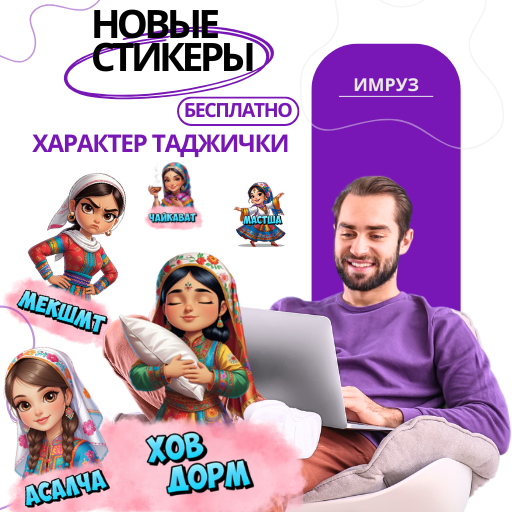 НОВЫЕ
СТИКЕРЫ
БЕСПЛАТНО
ИМРУЗ
ХАРАКТЕР ТАДЖИЧКИ
ЧАЙКАВАТ
МАСТША
МЕКШМТ
АСАЛЧА
ХОВ
ДОРМ